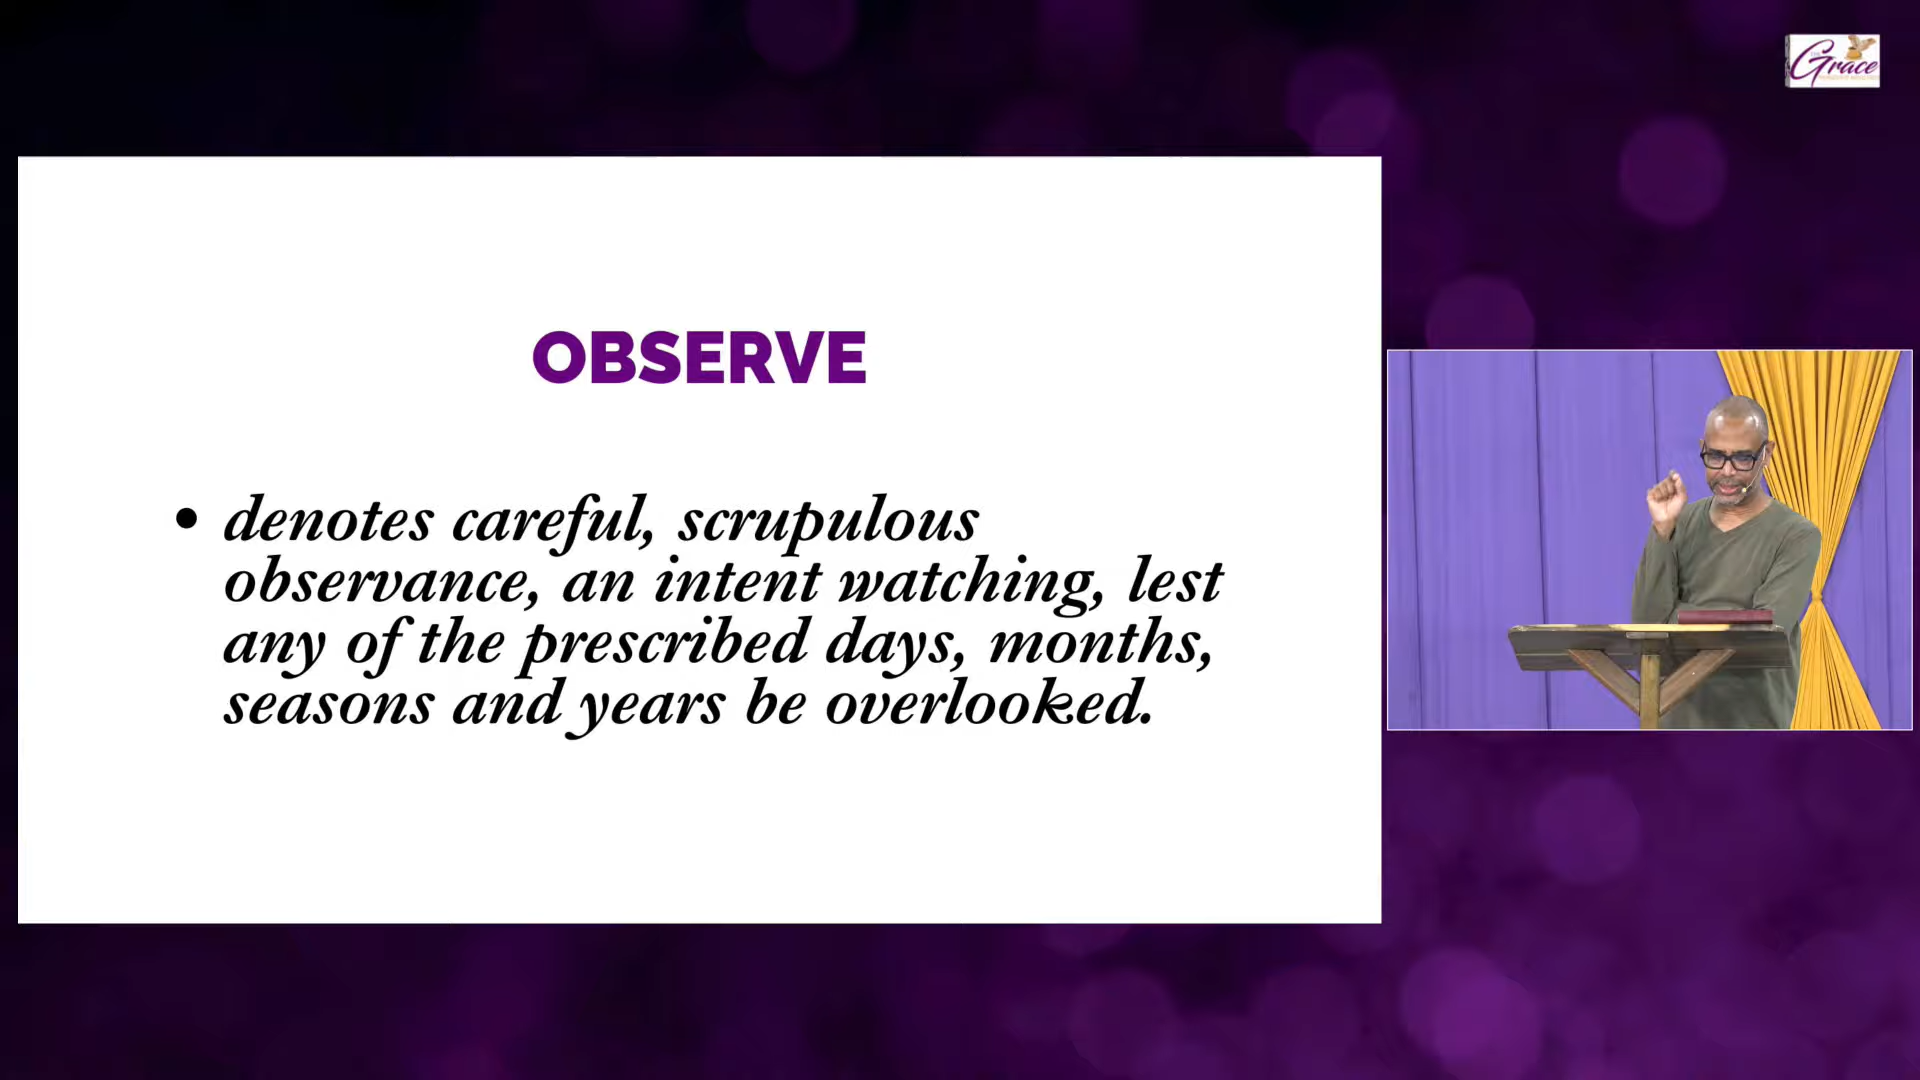 Grace
OBSERVE
• denotes careful, scrupulous
observance, an intent watching, lest
any of the prescribed days, months,
seasons and years be overlooked.